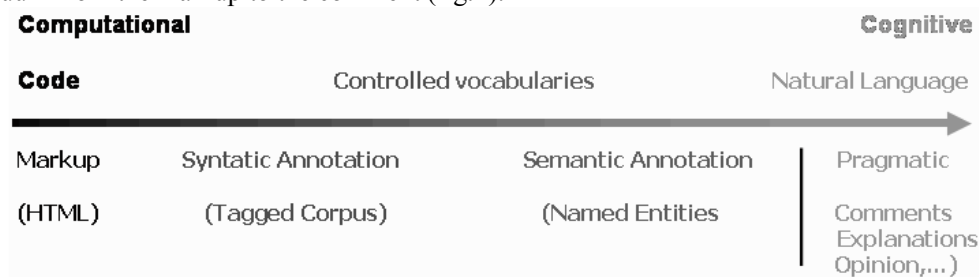 Computational Cognitive
Code Controlled vocabularies Natural Language
Markup Syntatic Annotation Semantic Annotation Pragmatic
(HTML) (Tagged Corpus) (Named Entities Comments
Explanations
Opinion,...)